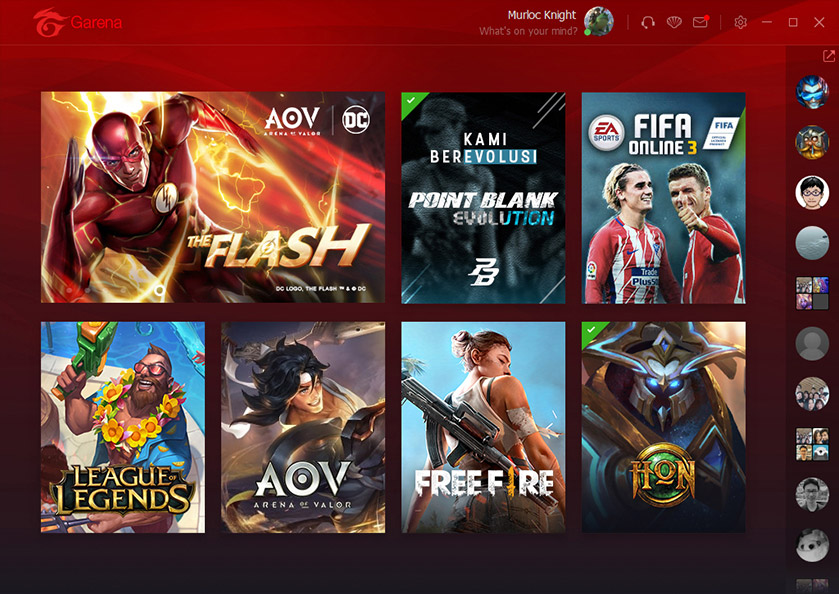 Garena
Murloc Knight
What's on your mind?
AOV
ARENA OF VALOR
DC
THE FLASH
DC LOGO, THE FLASH ™ & © DC
KAMI
BEREVOLUSI
POINT BLANK
EVOLUTION
PB
EA
SPORTS
FIFA
ONLINE 3
FIFA
OFFICIAL
LICENSED
PRODUCT
Trade
Plus500
LEAGUE OF
LEGENDS
AOV
ARENA OF VALOR
FREE FIRE
HON